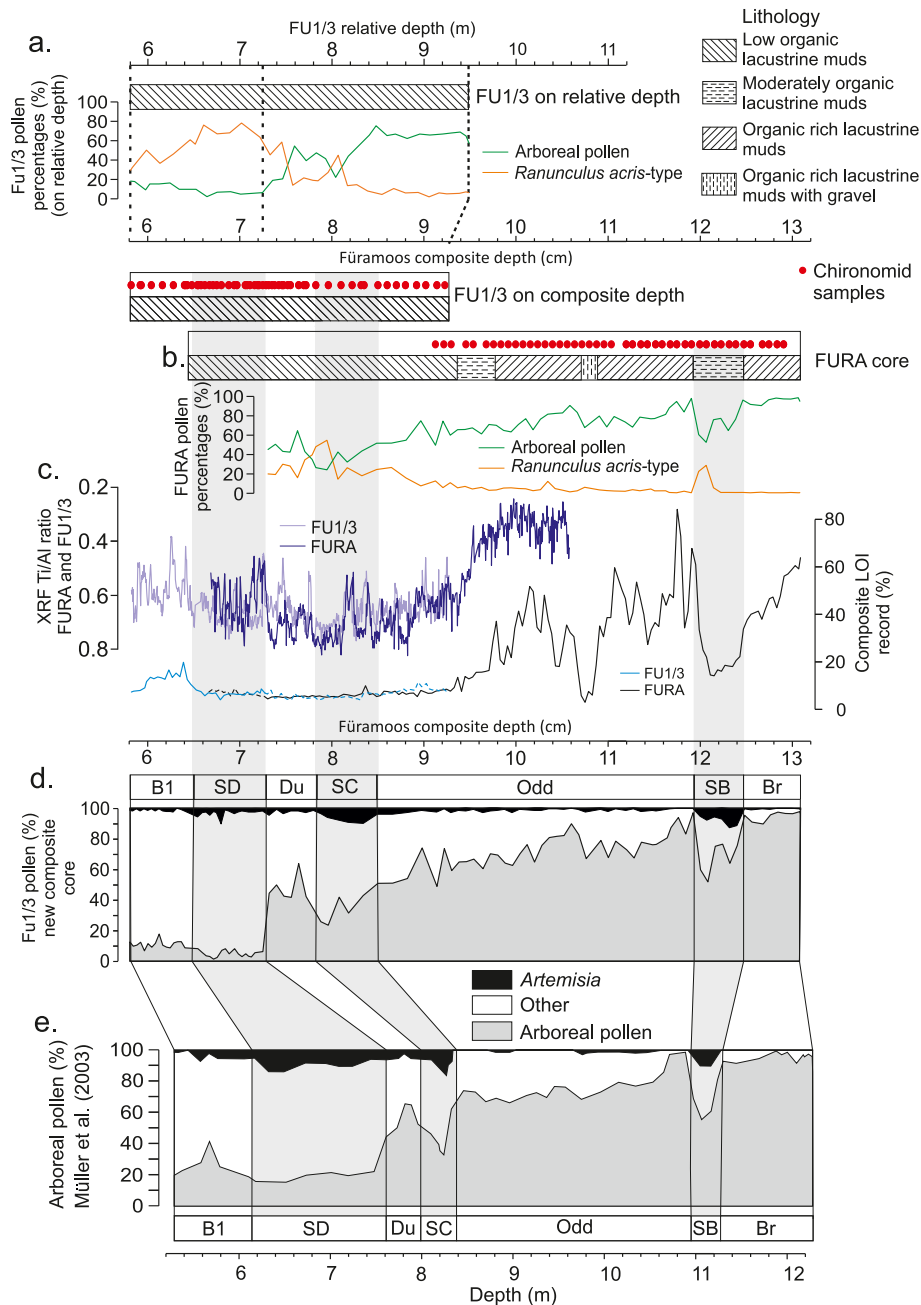 a.
FU1/3 relative depth (m)
6 7 8 9 10 11
Lithology
Low organic
lacustrine muds
Moderately organic
lacustrine muds
Organic rich lacustrine
muds
Organic rich lacustrine
muds with gravel
FU1/3 on relative depth
Fu1/3 pollen
percentages (%)
(on relative depth)
100
80
60
40
20
0
Arboreal pollen
Ranunculus acris-type
6 7 8 9 10 11 12 13
Füramoos composite depth (cm)
Chironomid
samples
FU1/3 on composite depth
b.
FURA core
FURA pollen
percentages (%)
100
80
60
40
20
0
Arboreal pollen
Ranunculus acris-type
c.
XRF Ti/Al ratio
FURA and FU1/3
0.2
0.4
0.6
0.8
FU1/3
FURA
80
60
40
20
0
Composite LOI
record (%)
FU1/3
FURA
Füramoos composite depth (cm)
6 7 8 9 10 11 12 13
d.
B1 SD Du SC Odd SB Br
Fu1/3 pollen (%)
new composite
core
100
80
60
40
20
0
Artemisia
Other
Arboreal pollen
e.
Arboreal pollen (%)
Müller et al. (2003)
100
80
60
40
20
0
B1 SD Du SC Odd SB Br
6 7 8 9 10 11 12
Depth (m)